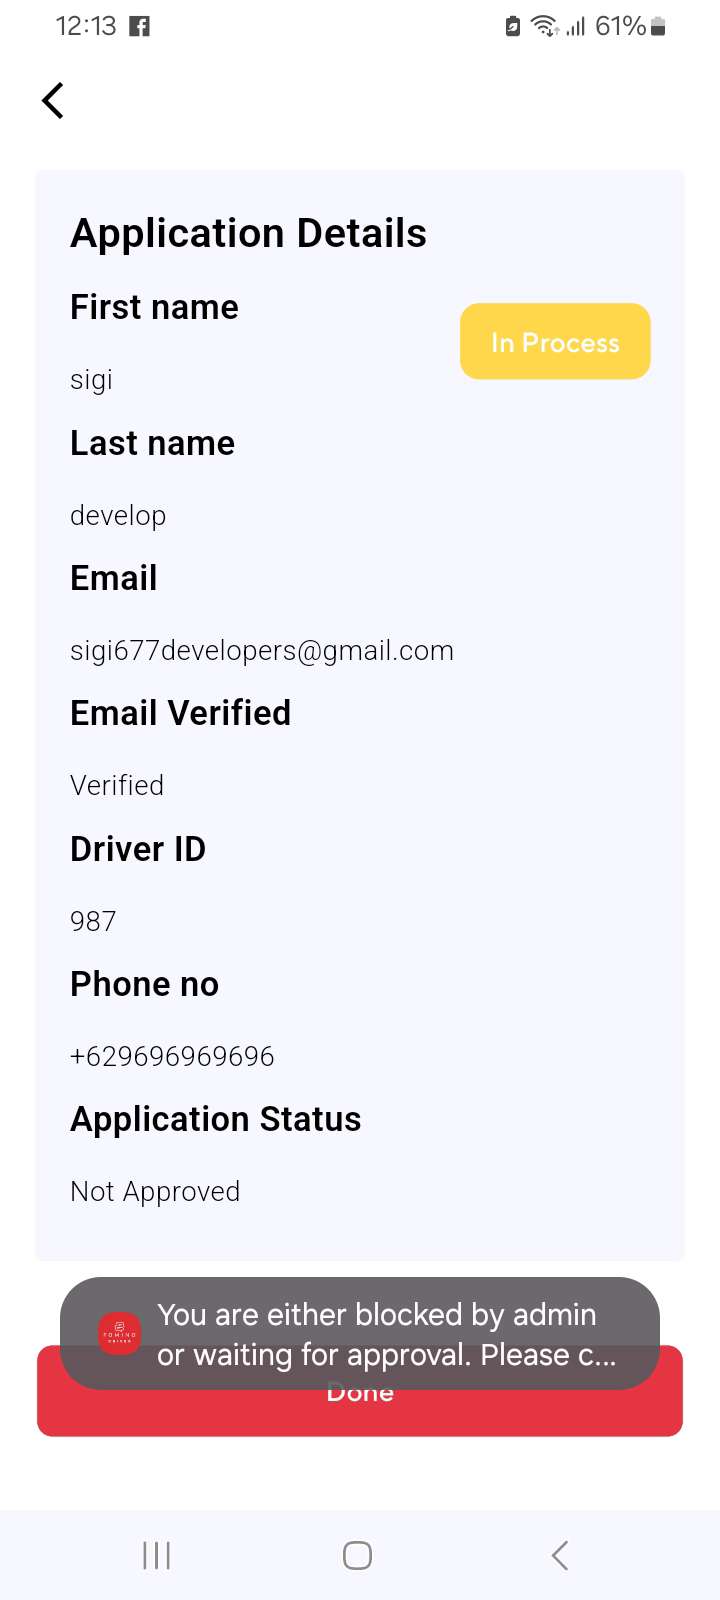 12:13
61%
Application Details
First name
In Process
sigi
Last name
develop
Email
sigi677developers@gmail.com
Email Verified
Verified
Driver ID
987
Phone no
+629696969696
Application Status
Not Approved
You are either blocked by admin
or waiting for approval. Please c...
TOMINO
DRIVER
Done